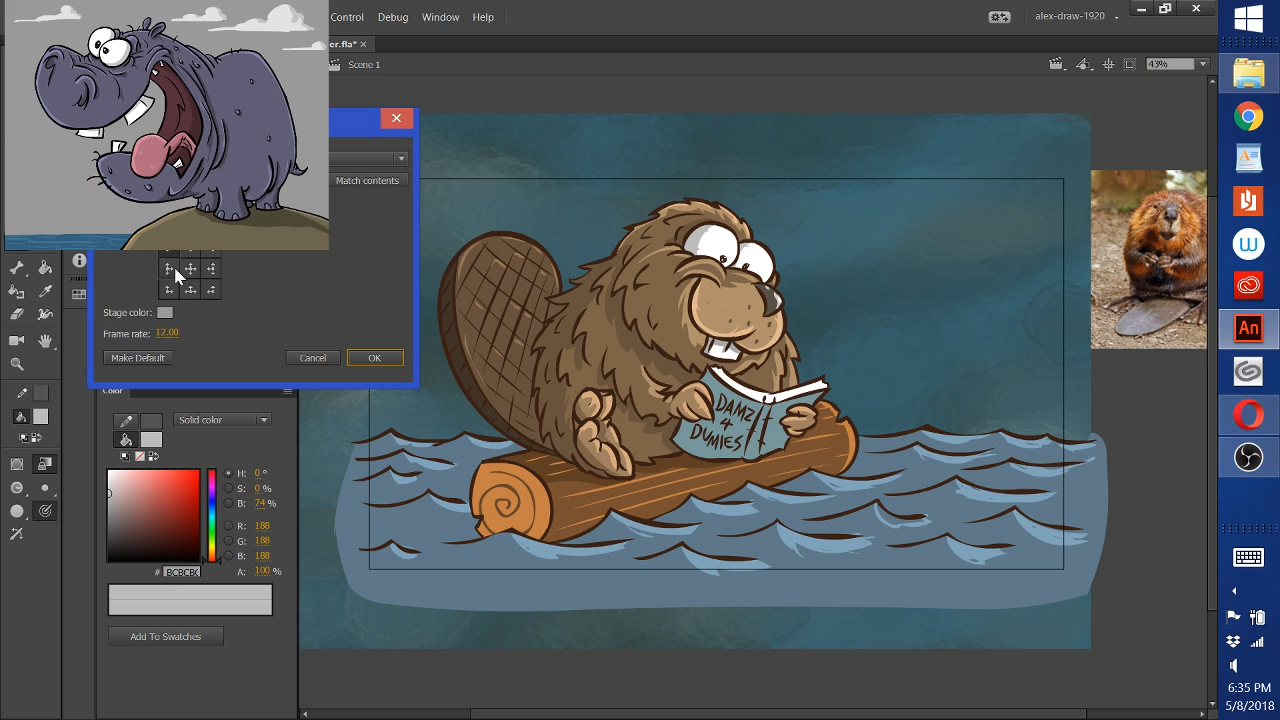 Control Debug Window Help
alex-draw-1920
er.fla* ×
Scene 1
43%
Match contents
Stage color:
Frame rate: 12.00
Make Default Cancel OK
Color
Solid color
H: 0 °
S: 0 %
B: 74 %
R: 188
G: 188
B: 188
# BCBCBC A: 100 %
Add To Swatches
DAMZ
4
DUMIES
An
6:35 PM
5/8/2018